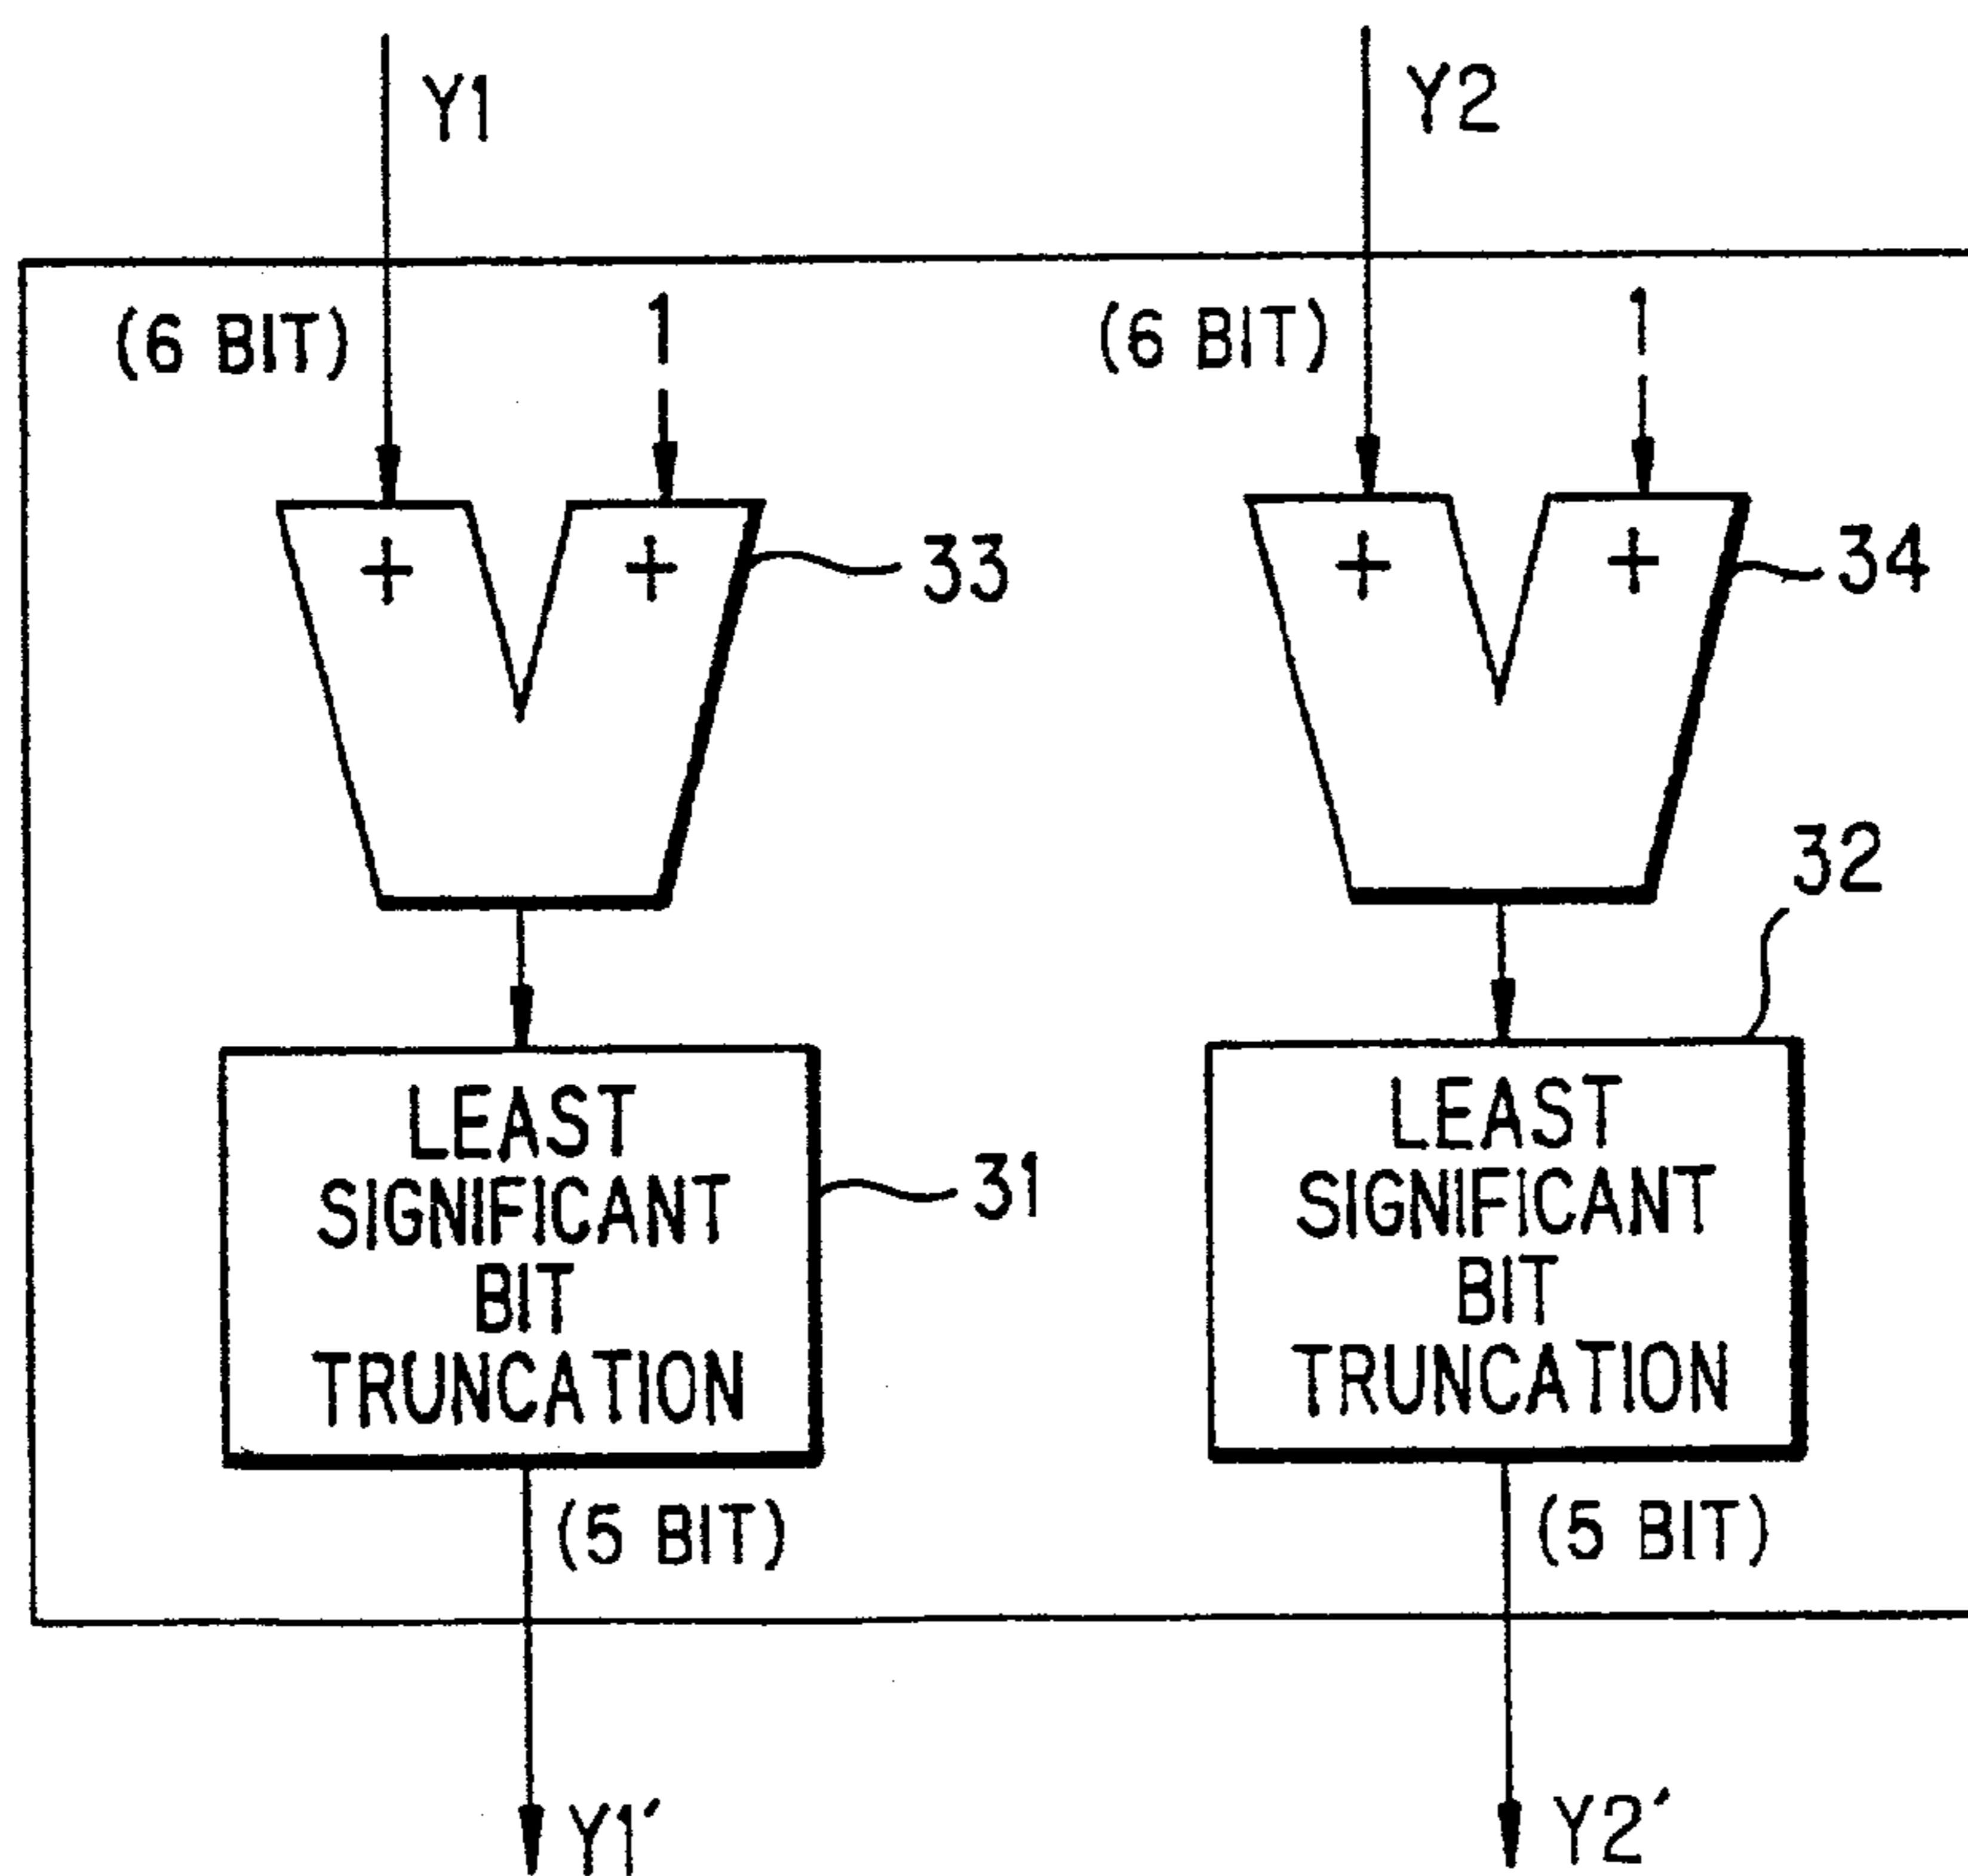 Y1
Y2
(6 BIT)
1
(6 BIT)
1
+
+
33
+
+
34
32
LEAST
SIGNIFICANT
BIT
TRUNCATION
31
LEAST
SIGNIFICANT
BIT
TRUNCATION
(5 BIT)
(5 BIT)
Y1′
Y2′